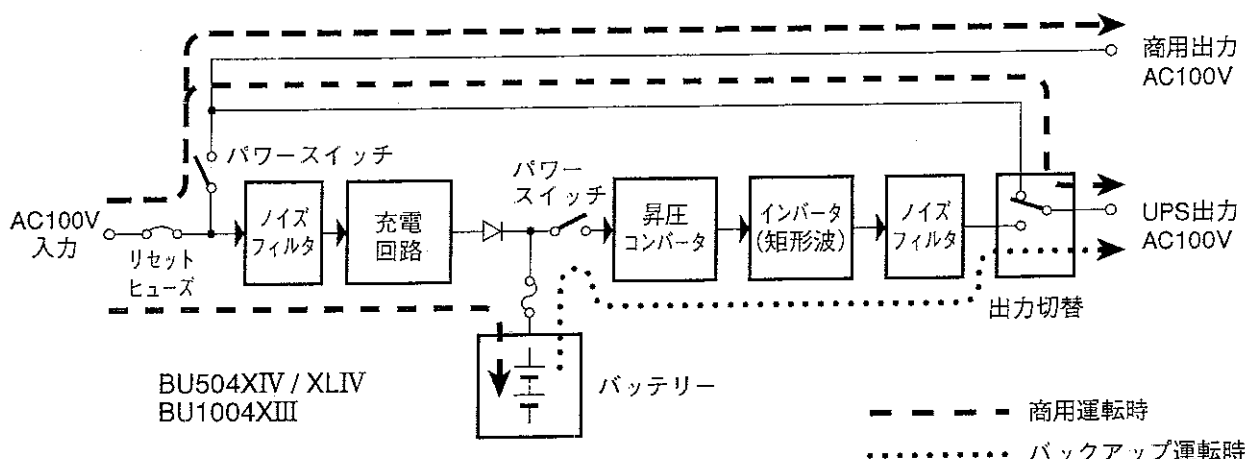 商用出力
AC100V
パワースイッチ
パワー
スイッチ
AC100V
入力
リセット
ヒューズ
ノイズ
フィルタ
充電
回路
昇圧
コンバータ
インバータ
(矩形波)
ノイズ
フィルタ
UPS出力
AC100V
出力切替
バッテリー
BU504XIV / XLIV
BU1004XIII
商用運転時
バックアップ運転時